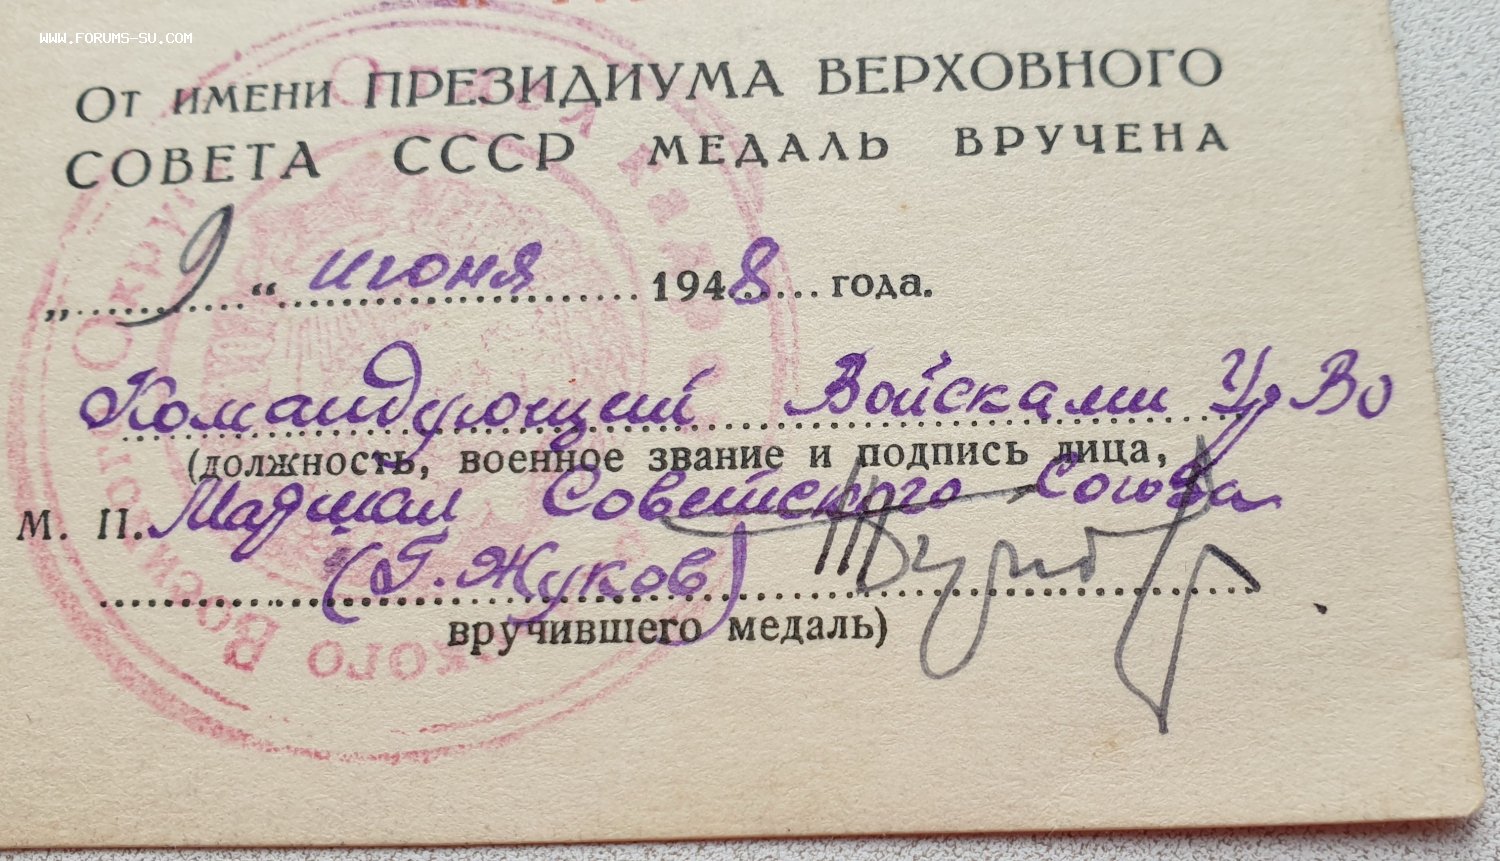 WWW.FORUMS-SU.COM
От имени ПРЕЗИДИУМА ВЕРХОВНОГО
СОВЕТА СССР МЕДАЛЬ ВРУЧЕНА
„ 9 “ июня 1948 года.
Командующий Войсками УрВо
(должность, военное звание и подпись лица,
М. П. Маршал Советского Союза
(Г. Жуков)
вручившего медаль)